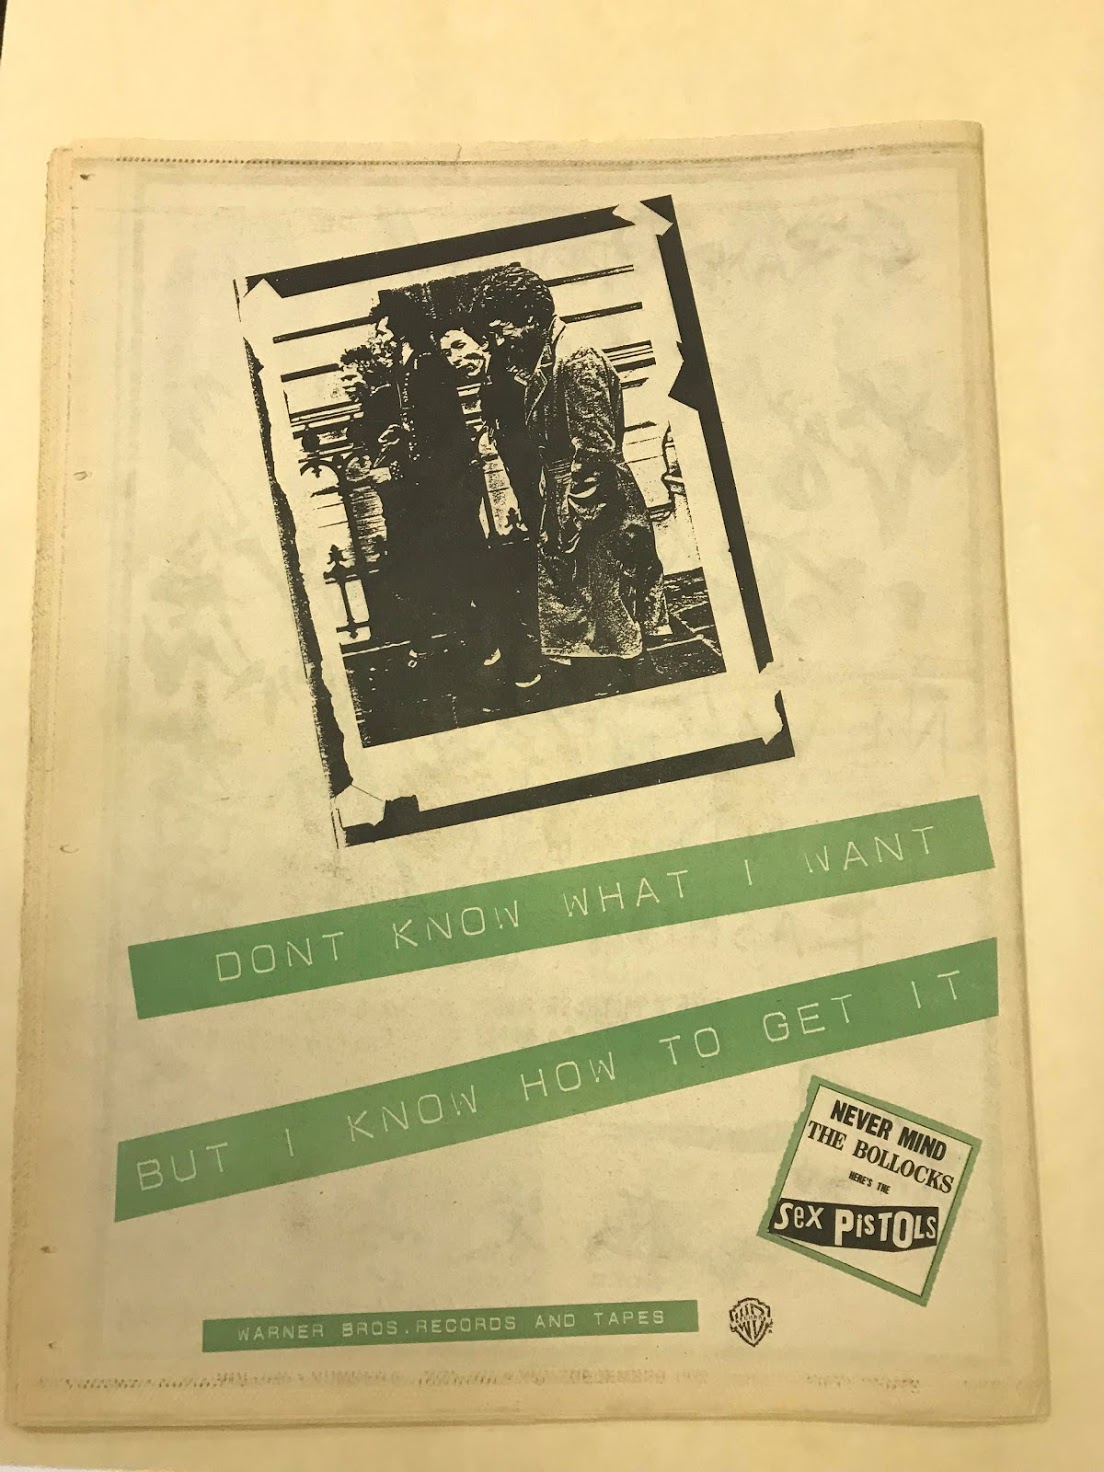 DONT KNOW WHAT I WANT
BUT I KNOW HOW TO GET IT
NEVER MIND
THE BOLLOCKS
HERE'S THE
SeX PiSTOLS
WARNER BROS. RECORDS AND TAPES